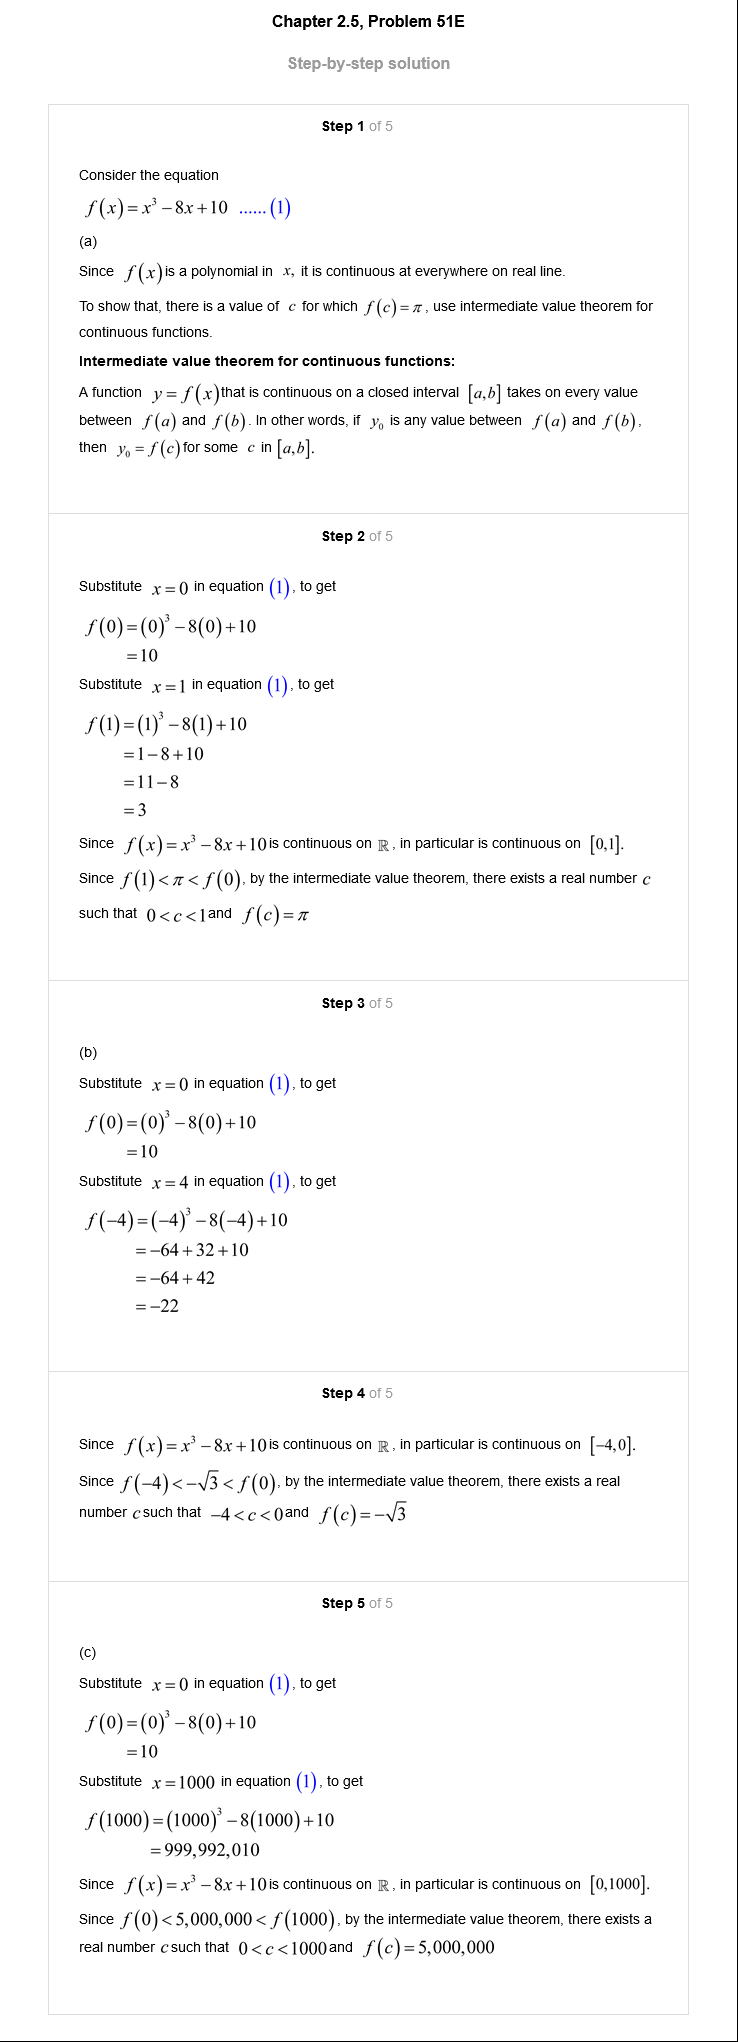 Chapter 2.5, Problem 51E
Step-by-step solution
Step 1 of 5
Consider the equation
f(x) = x³ − 8x + 10 ......(1)
(a)
Since f(x) is a polynomial in x, it is continuous at everywhere on real line.
To show that, there is a value of c for which f(c) = π, use intermediate value theorem for
continuous functions.
Intermediate value theorem for continuous functions:
A function y = f(x) that is continuous on a closed interval [a,b] takes on every value
between f(a) and f(b). In other words, if y₀ is any value between f(a) and f(b),
then y₀ = f(c) for some c in [a,b].
Step 2 of 5
Substitute x = 0 in equation (1), to get
f(0) = (0)³ − 8(0) + 10
= 10
Substitute x = 1 in equation (1), to get
f(1) = (1)³ − 8(1) + 10
= 1 − 8 + 10
= 11 − 8
= 3
Since f(x) = x³ − 8x + 10 is continuous on ℝ, in particular is continuous on [0,1].
Since f(1) < π < f(0), by the intermediate value theorem, there exists a real number c
such that 0 < c < 1 and f(c) = π
Step 3 of 5
(b)
Substitute x = 0 in equation (1), to get
f(0) = (0)³ − 8(0) + 10
= 10
Substitute x = 4 in equation (1), to get
f(−4) = (−4)³ − 8(−4) + 10
= −64 + 32 + 10
= −64 + 42
= −22
Step 4 of 5
Since f(x) = x³ − 8x + 10 is continuous on ℝ, in particular is continuous on [−4,0].
Since f(−4) < −√3 < f(0), by the intermediate value theorem, there exists a real
number c such that −4 < c < 0 and f(c) = −√3
Step 5 of 5
(c)
Substitute x = 0 in equation (1), to get
f(0) = (0)³ − 8(0) + 10
= 10
Substitute x = 1000 in equation (1), to get
f(1000) = (1000)³ − 8(1000) + 10
= 999,992,010
Since f(x) = x³ − 8x + 10 is continuous on ℝ, in particular is continuous on [0,1000].
Since f(0) < 5,000,000 < f(1000), by the intermediate value theorem, there exists a
real number c such that 0 < c < 1000 and f(c) = 5,000,000